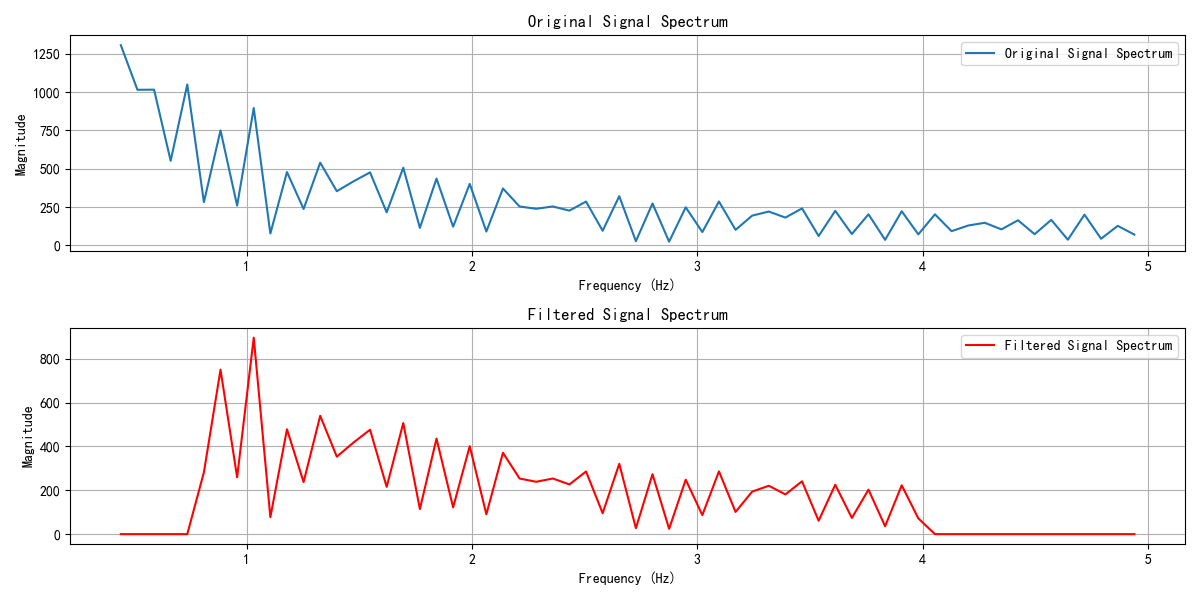 Original Signal Spectrum
Original Signal Spectrum
Magnitude
1250
1000
750
500
250
0
1 2 3 4 5
Frequency (Hz)
Filtered Signal Spectrum
Filtered Signal Spectrum
Magnitude
800
600
400
200
0
1 2 3 4 5
Frequency (Hz)